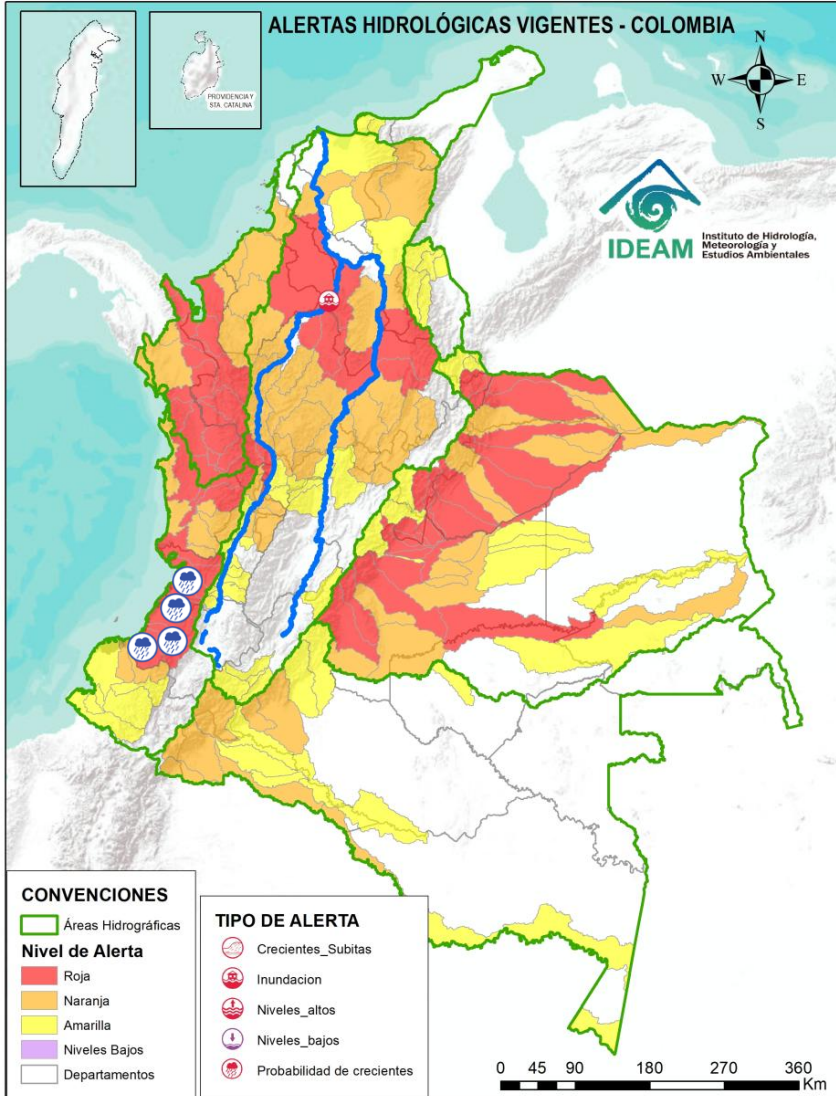 ALERTAS HIDROLÓGICAS VIGENTES - COLOMBIA
PROVIDENCIA Y
STA. CATALINA
N
W
E
S
IDEAM
Instituto de Hidrología,
Meteorología y
Estudios Ambientales
CONVENCIONES
Áreas Hidrográficas
Nivel de Alerta
Roja
Naranja
Amarilla
Niveles Bajos
Departamentos
TIPO DE ALERTA
Crecientes_Subitas
Inundacion
Niveles_altos
Niveles_bajos
Probabilidad de crecientes
0 45 90 180 270 360
Km